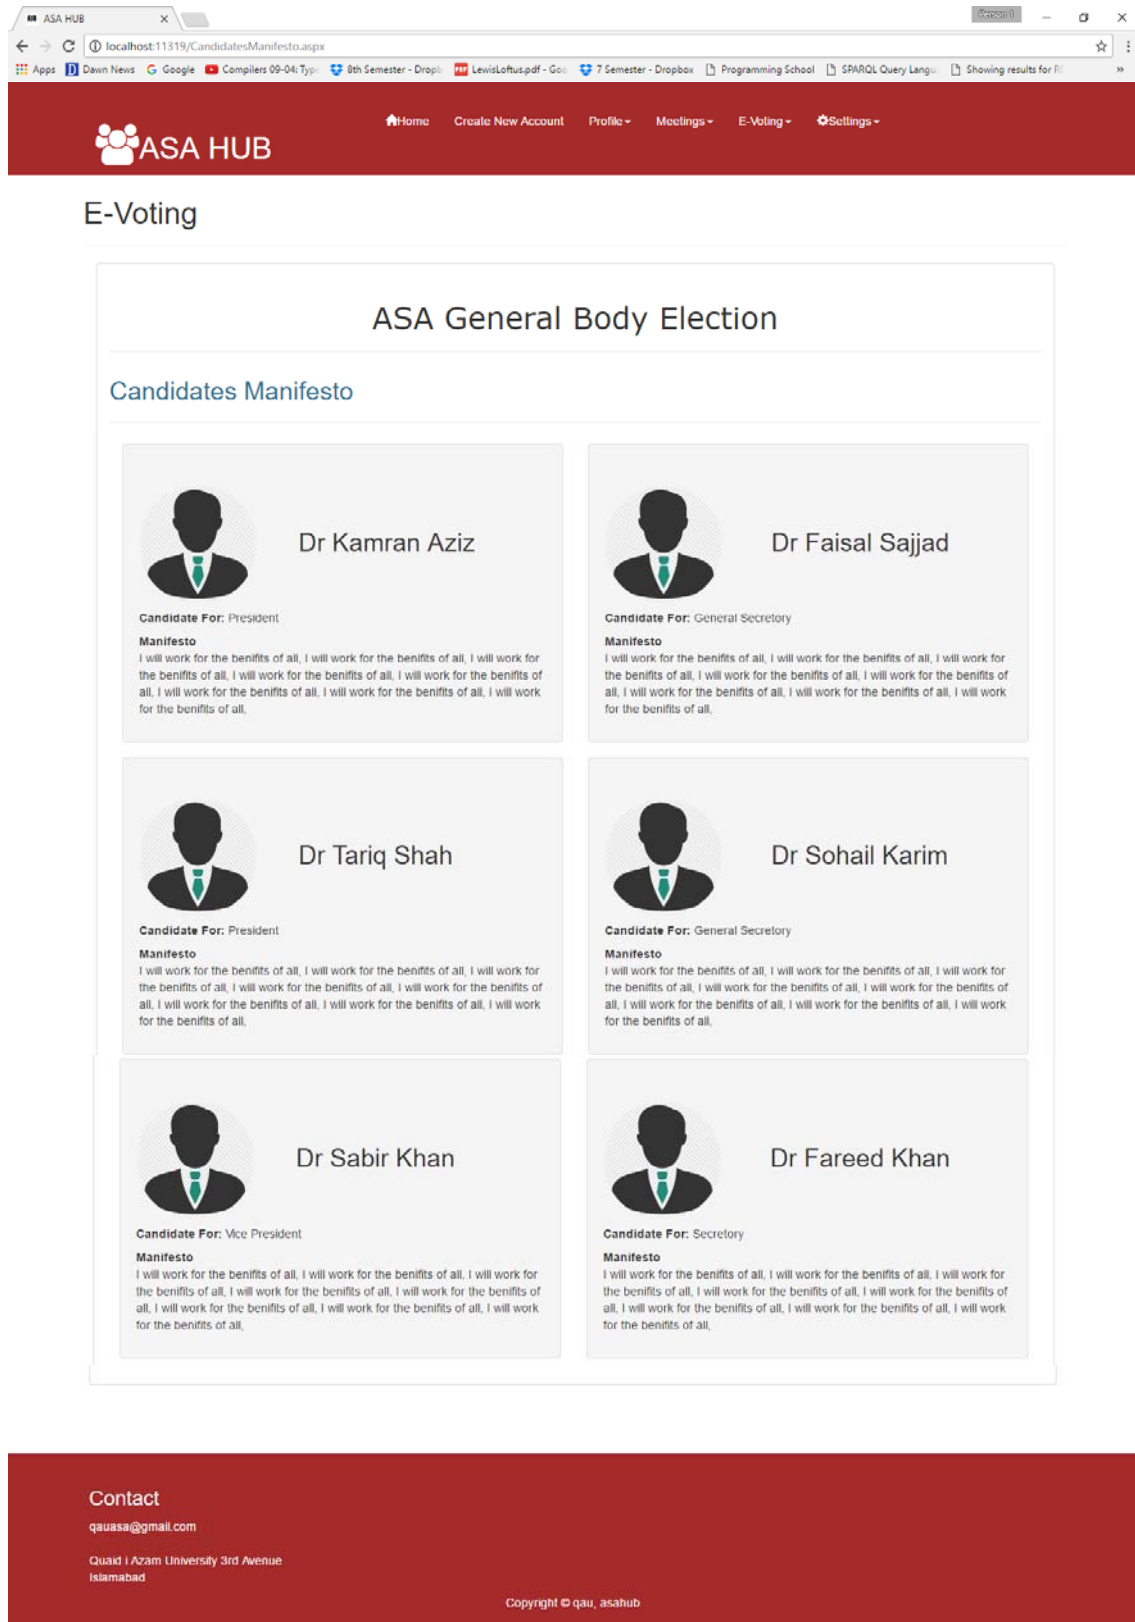 ASA HUB
Person 1
localhost:11319/CandidatesManifesto.aspx
Apps Dawn News Google Compilers 09-04: Typ 8th Semester - Dropb LewisLoftus.pdf - Goo 7 Semester - Dropbox Programming School SPARQL Query Langu Showing results for R »
Home Create New Account Profile Meetings E-Voting Settings
ASA HUB
E-Voting
ASA General Body Election
Candidates Manifesto
Dr Kamran Aziz
Candidate For: President
Manifesto
I will work for the benifits of all, I will work for the benifits of all, I will work for
the benifits of all, I will work for the benifits of all, I will work for the benifits of
all, I will work for the benifits of all, I will work for the benifits of all, I will work
for the benifits of all,
Dr Faisal Sajjad
Candidate For: General Secretory
Manifesto
I will work for the benifits of all, I will work for the benifits of all, I will work for
the benifits of all, I will work for the benifits of all, I will work for the benifits of
all, I will work for the benifits of all, I will work for the benifits of all, I will work
for the benifits of all,
Dr Tariq Shah
Candidate For: President
Manifesto
I will work for the benifits of all, I will work for the benifits of all, I will work for
the benifits of all, I will work for the benifits of all, I will work for the benifits of
all, I will work for the benifits of all, I will work for the benifits of all, I will work
for the benifits of all,
Dr Sohail Karim
Candidate For: General Secretory
Manifesto
I will work for the benifits of all, I will work for the benifits of all, I will work for
the benifits of all, I will work for the benifits of all, I will work for the benifits of
all, I will work for the benifits of all, I will work for the benifits of all, I will work
for the benifits of all,
Dr Sabir Khan
Candidate For: Vice President
Manifesto
I will work for the benifits of all, I will work for the benifits of all, I will work for
the benifits of all, I will work for the benifits of all, I will work for the benifits of
all, I will work for the benifits of all, I will work for the benifits of all, I will work
for the benifits of all,
Dr Fareed Khan
Candidate For: Secretory
Manifesto
I will work for the benifits of all, I will work for the benifits of all, I will work for
the benifits of all, I will work for the benifits of all, I will work for the benifits of
all, I will work for the benifits of all, I will work for the benifits of all, I will work
for the benifits of all,
Contact
qauasa@gmail.com
Quaid i Azam University 3rd Avenue
Islamabad
Copyright © qau, asahub